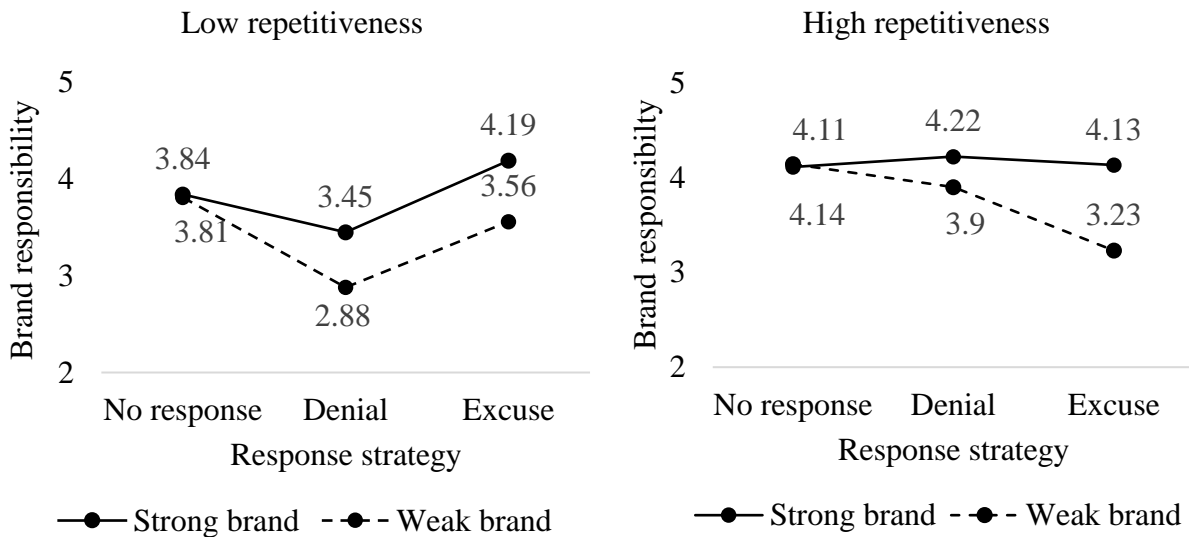 Low repetitiveness
Brand responsibility
5
4
3
2
3.84
3.45
4.19
3.81
2.88
3.56
No response Denial Excuse
Response strategy
Strong brand Weak brand
High repetitiveness
Brand responsibilty
5
4
3
2
4.11
4.22
4.13
4.14
3.9
3.23
No response Denial Excuse
Response strategy
Strong brand Weak brand